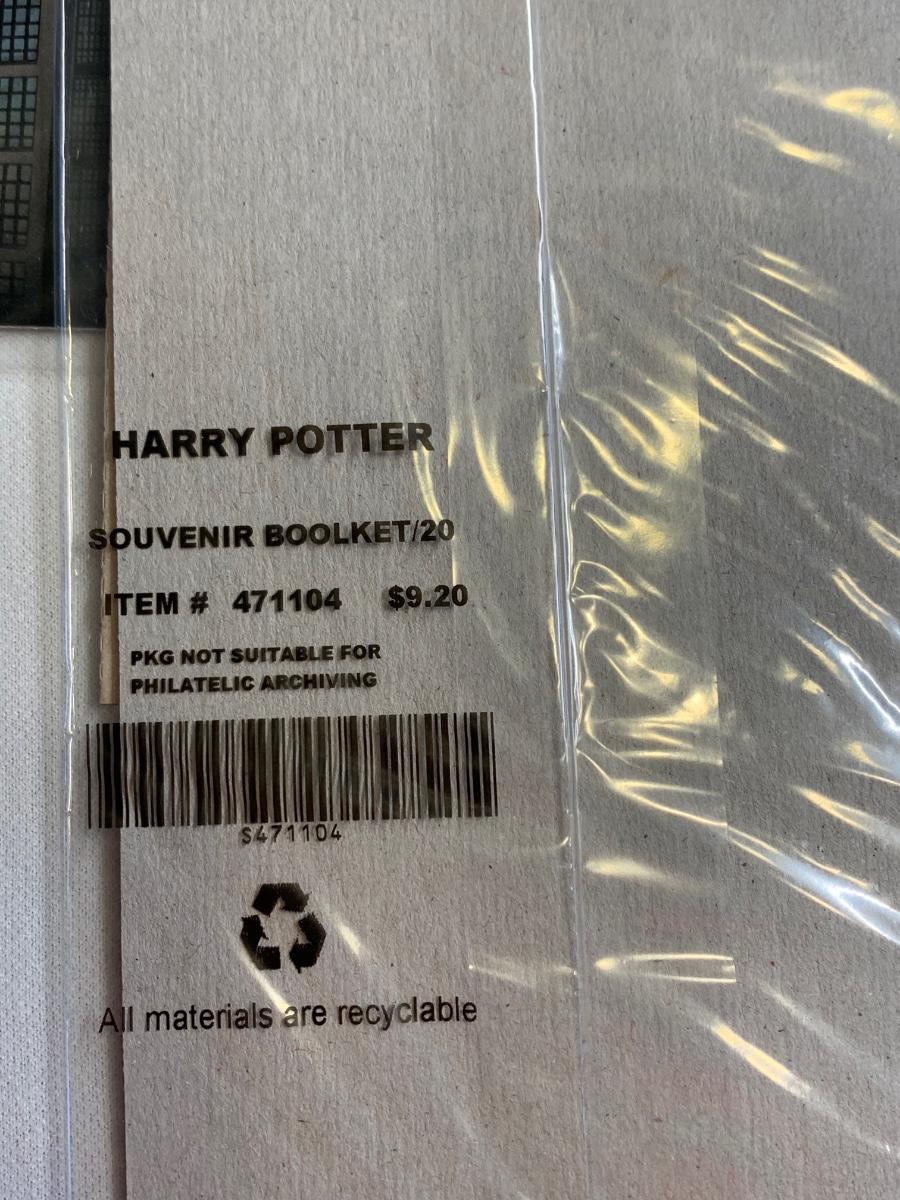 HARRY POTTER
SOUVENIR BOOLKET/20
ITEM # 471104 $9.20
PKG NOT SUITABLE FOR
PHILATELIC ARCHIVING
S471104
All materials are recyclable